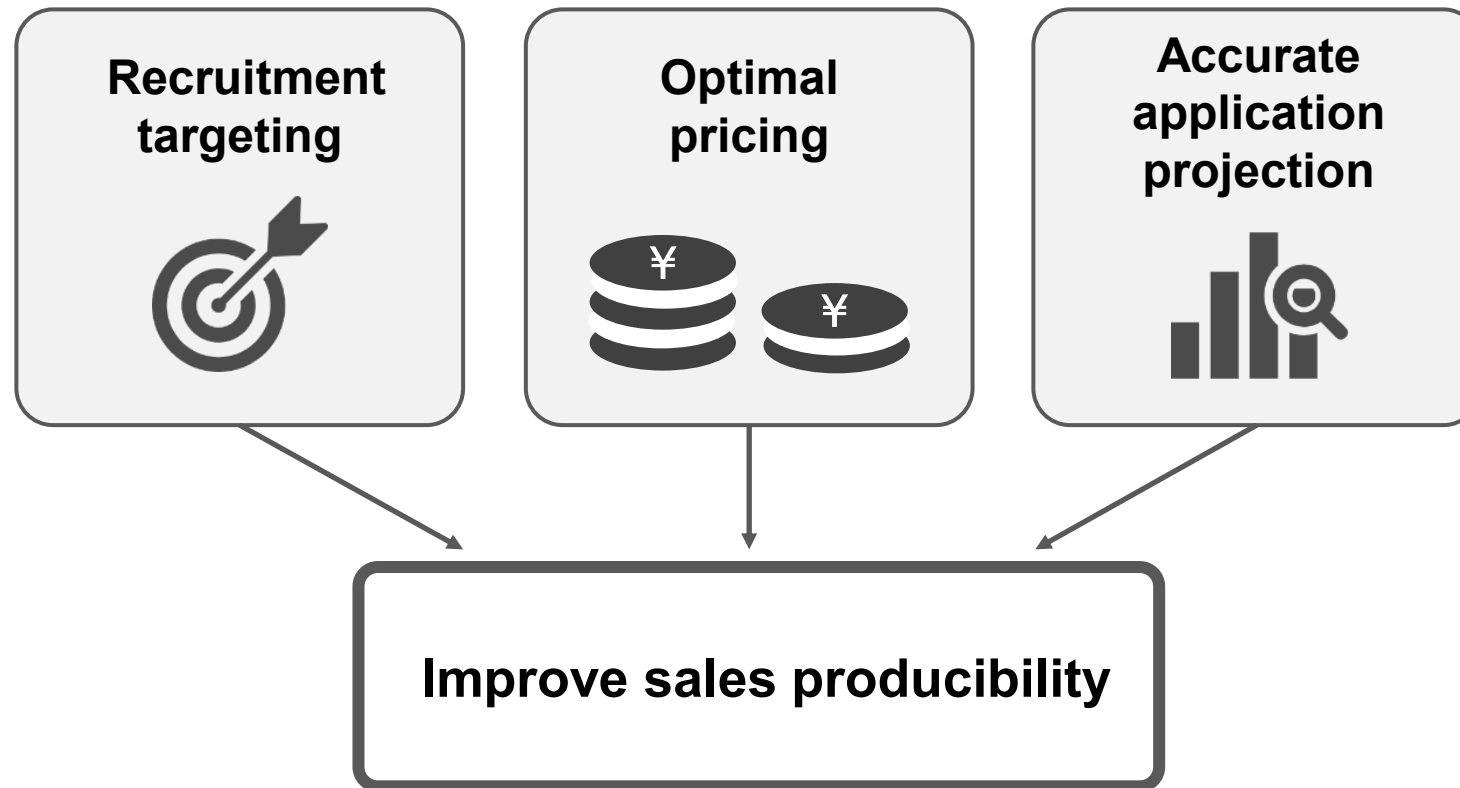 Recruitment
targeting
Optimal
pricing
¥
¥
Accurate
application
projection
Improve sales producibility